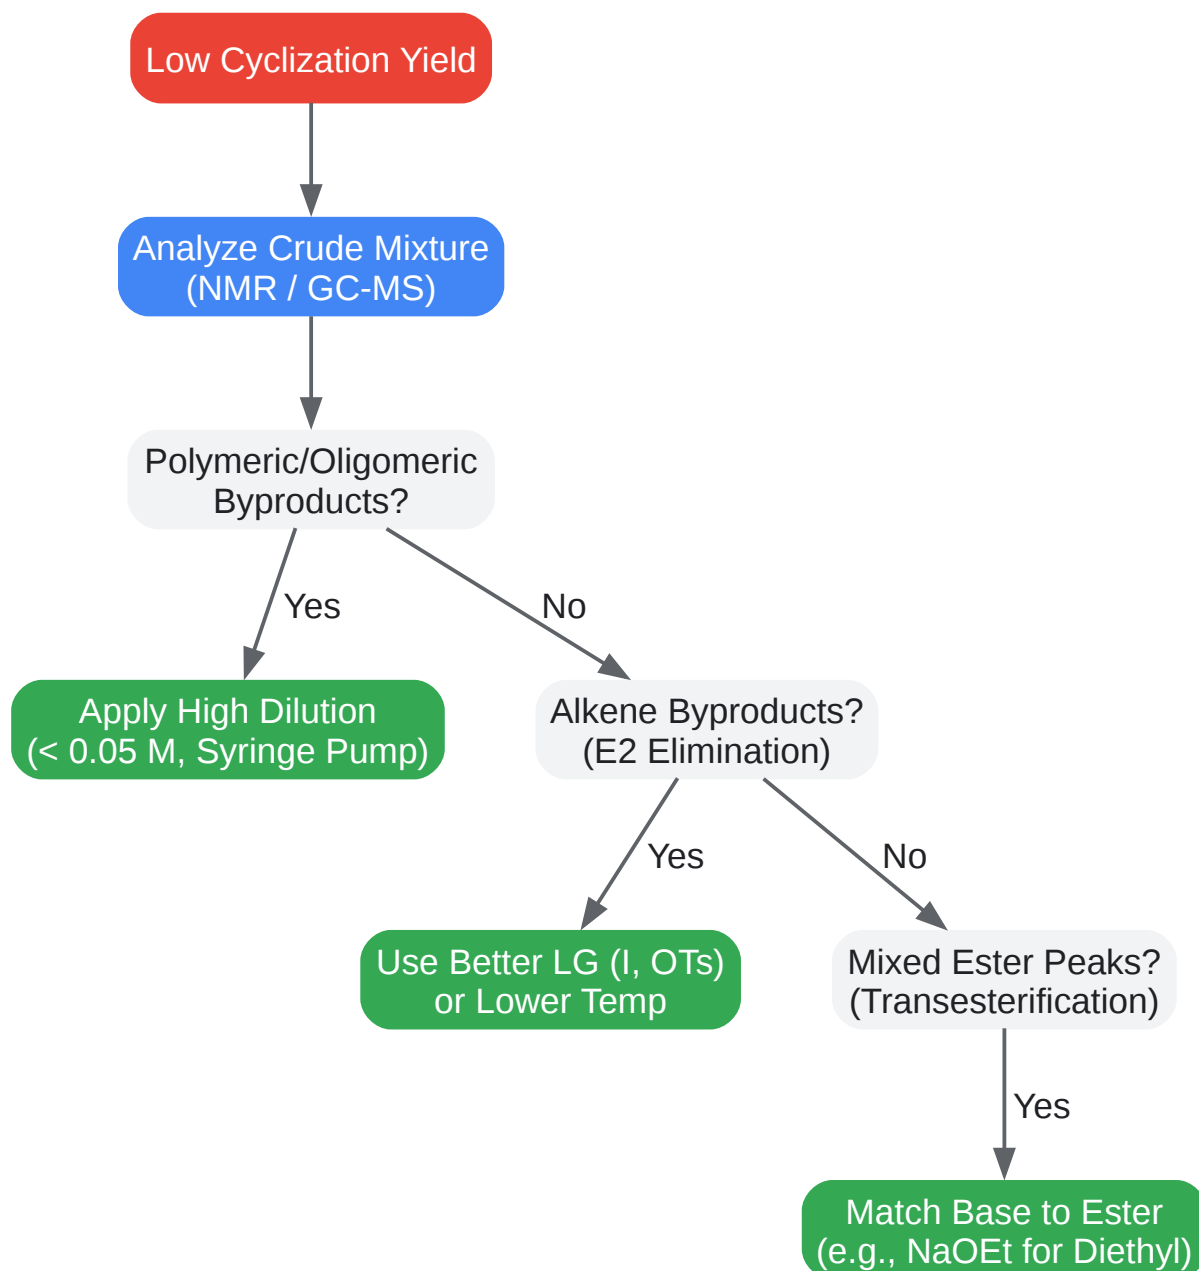 Low Cyclization Yield
Analyze Crude Mixture
(NMR / GC-MS)
Polymeric/Oligomeric
Byproducts?
Yes
No
Apply High Dilution
(< 0.05 M, Syringe Pump)
Alkene Byproducts?
(E2 Elimination)
Yes
No
Use Better LG (I, OTs)
or Lower Temp
Mixed Ester Peaks?
(Transesterification)
Yes
Match Base to Ester
(e.g., NaOEt for Diethyl)